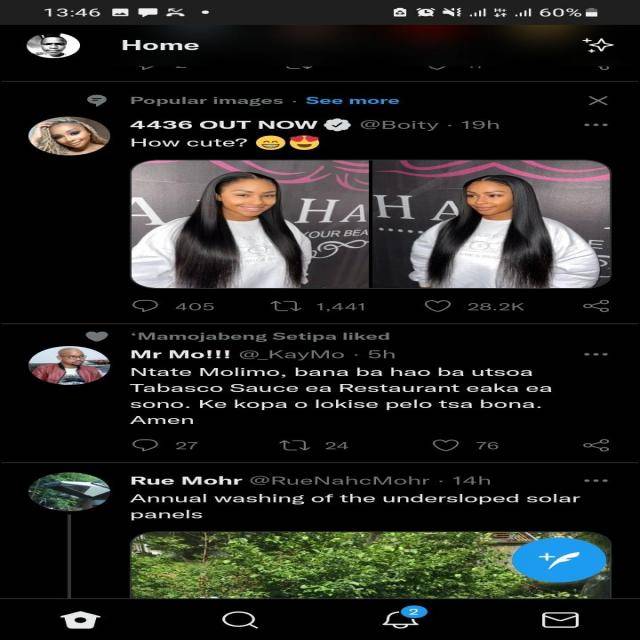 13:46
60%
Home
Popular images · See more
4436 OUT NOW @Boity · 19h
How cute? 😁😍
A HAH
YOUR BEA
H A
E
405 1,441 28.2K
'Mamojabeng Setipa liked
Mr Mo!!! @_KayMo · 5h
Ntate Molimo, bana ba hao ba utsoa
Tabasco Sauce ea Restaurant eaka ea
sono. Ke kopa o lokise pelo tsa bona.
Amen
27 24 76
Rue Mohr @RueNahcMohr · 14h
Annual washing of the undersloped solar
panels
2